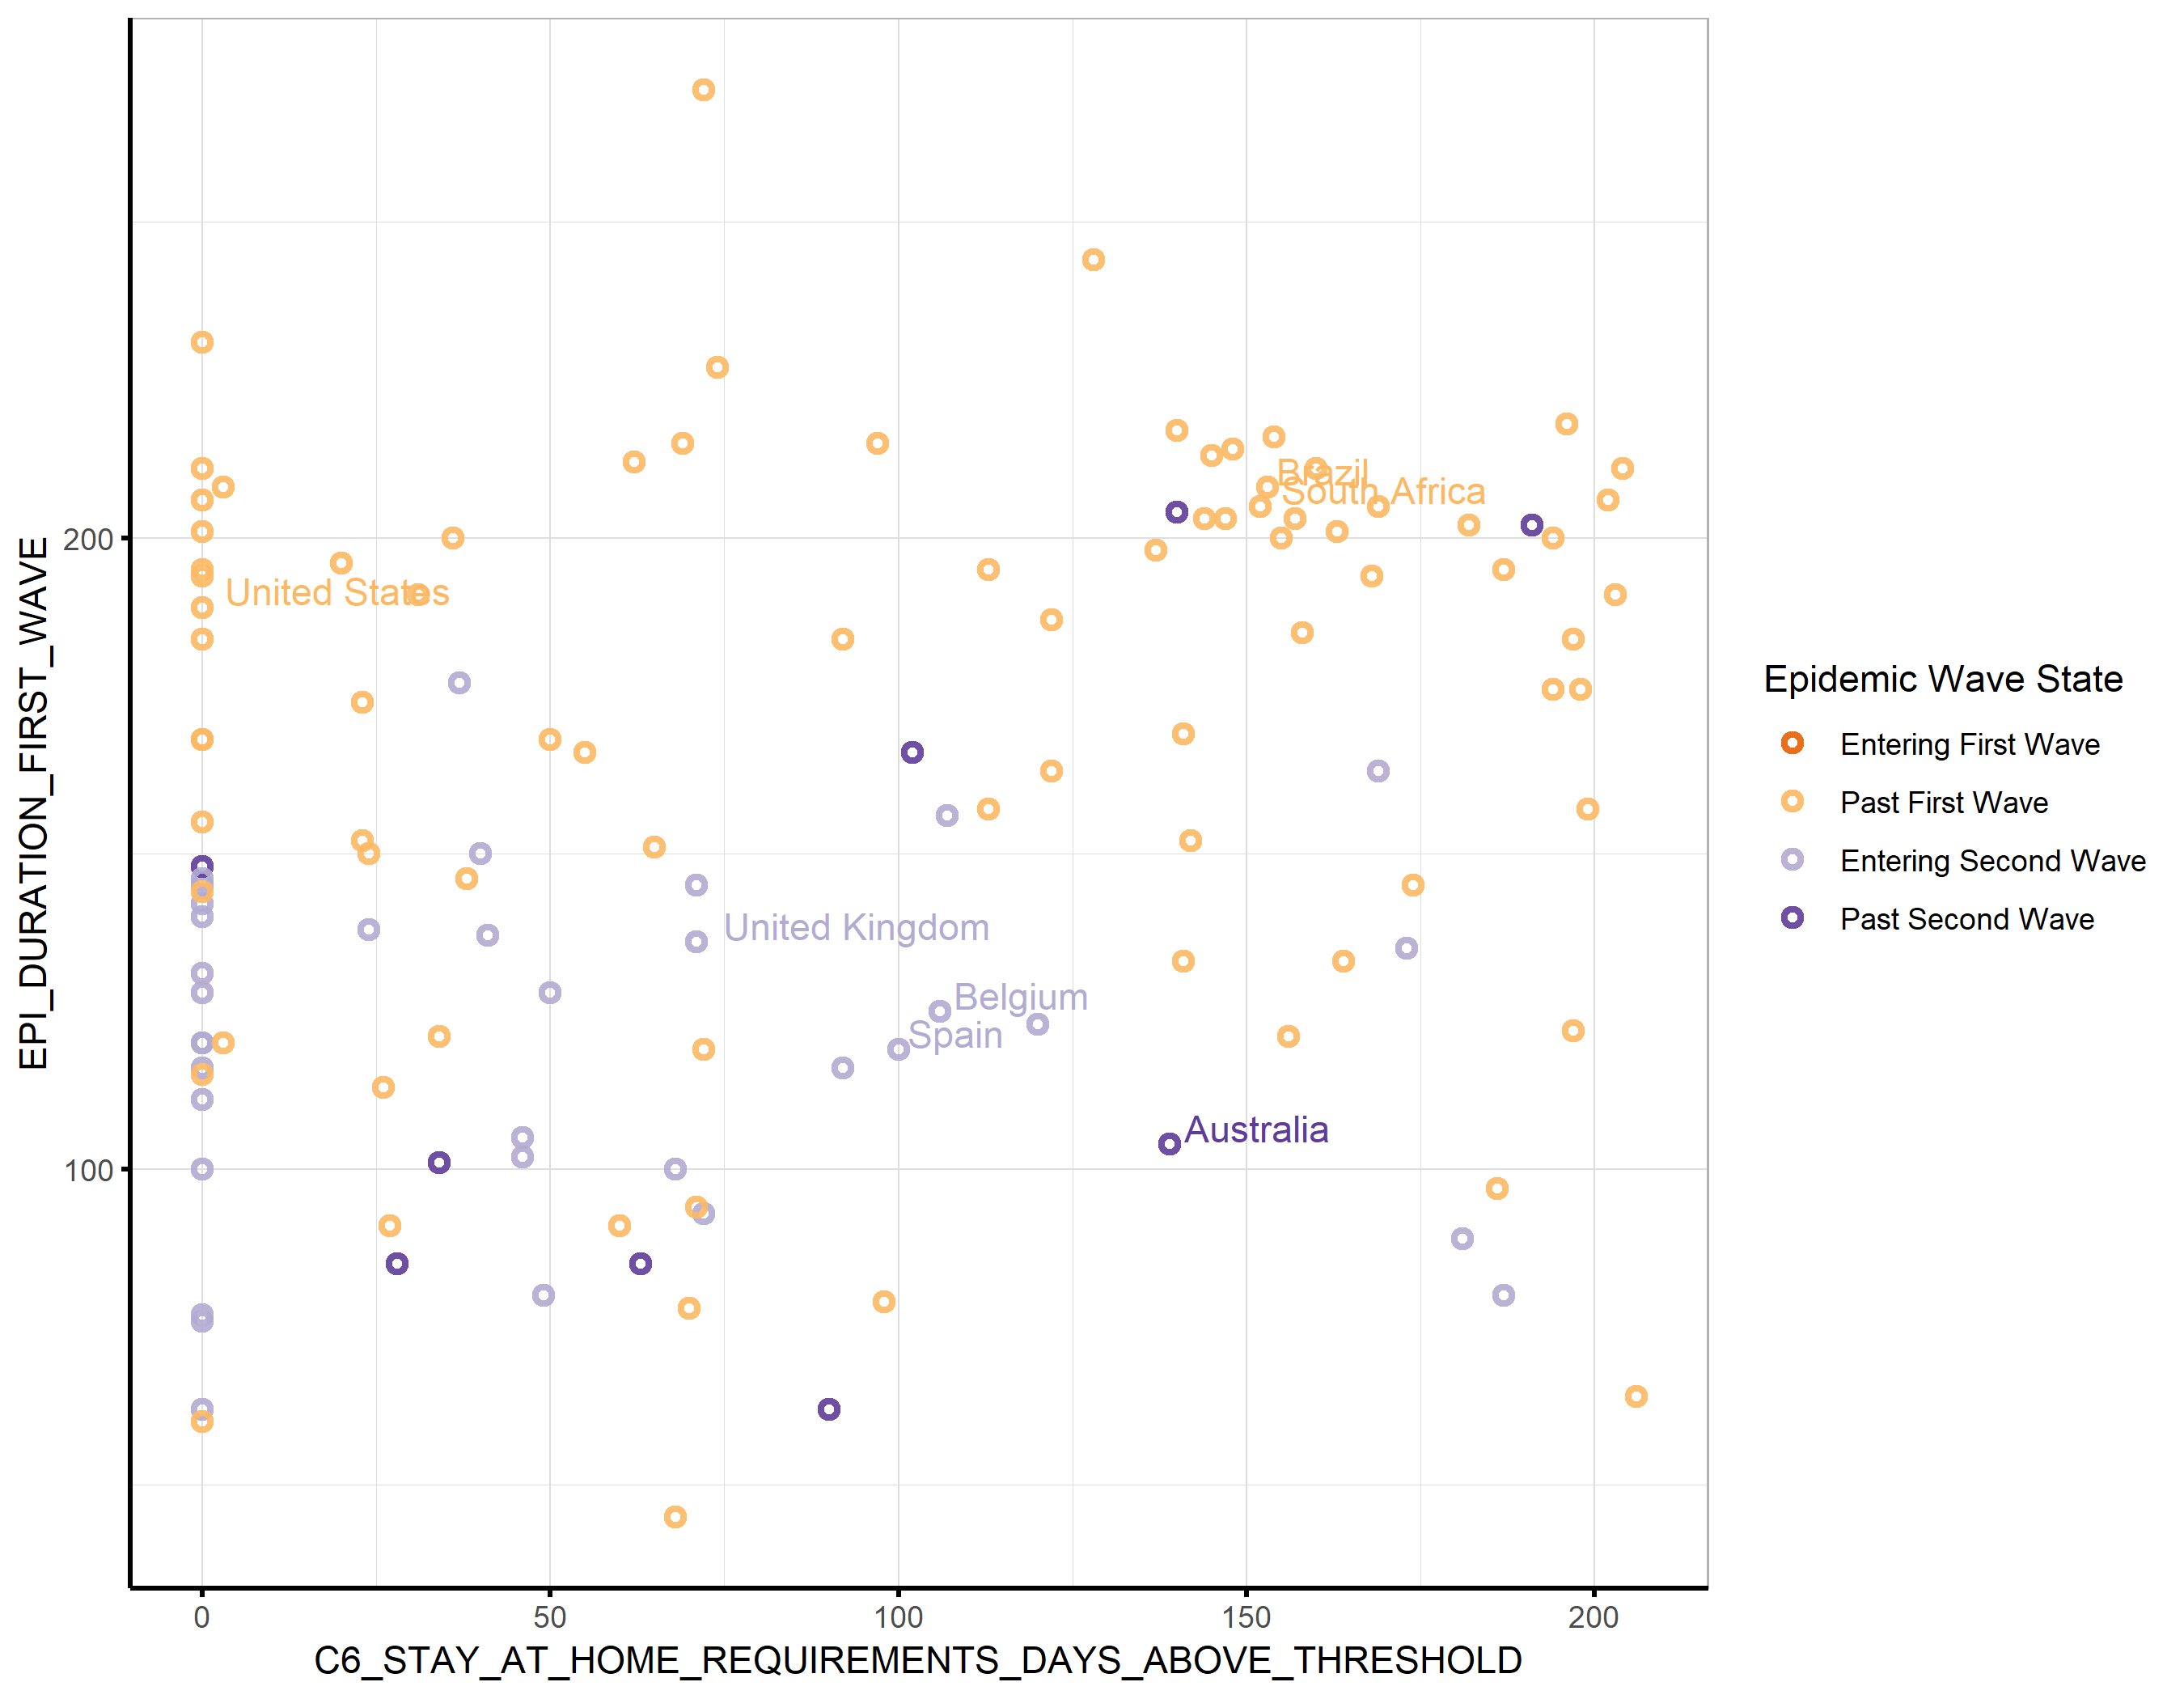 EPI_DURATION_FIRST_WAVE
200
100
Brazil
South Africa
United States
United Kingdom
Belgium
Spain
Australia
0
50
100
150
200
C6_STAY_AT_HOME_REQUIREMENTS_DAYS_ABOVE_THRESHOLD
Epidemic Wave State
Entering First Wave
Past First Wave
Entering Second Wave
Past Second Wave